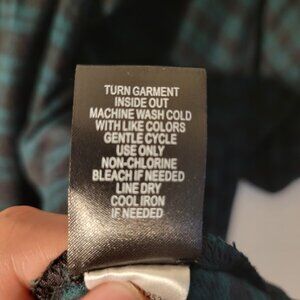 TURN GARMENT
INSIDE OUT
MACHINE WASH COLD
WITH LIKE COLORS
GENTLE CYCLE
USE ONLY
NON-CHLORINE
BLEACH IF NEEDED
LINE DRY
COOL IRON
IF NEEDED